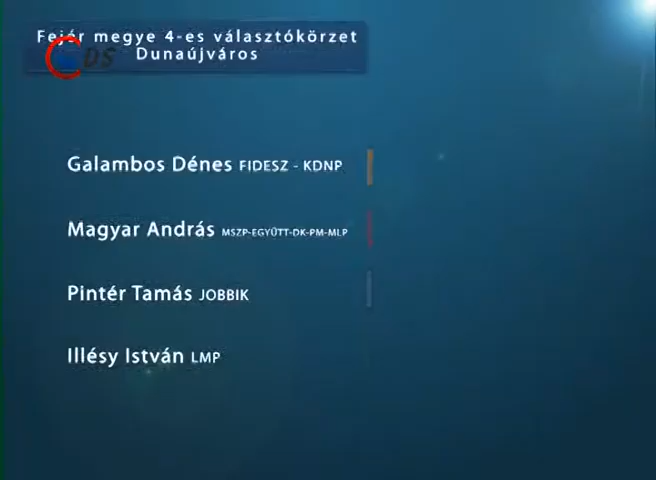 Fejér megye 4-es választókörzet
Dunaújváros
DS
Galambos Dénes FIDESZ - KDNP
Magyar András MSZP-EGYÜTT-DK-PM-MLP
Pintér Tamás JOBBIK
Illésy István LMP